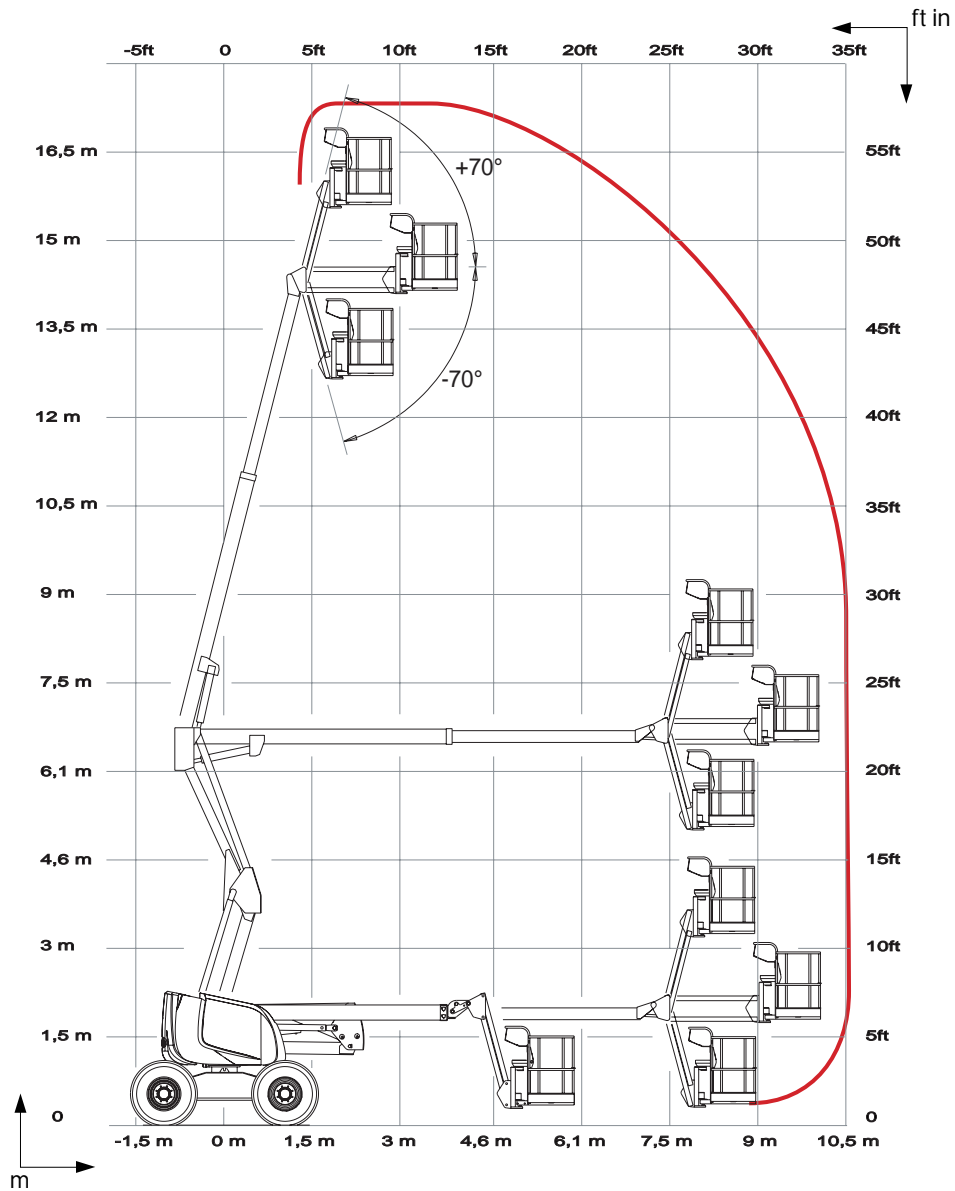 ft in
-5ft 0 5ft 10ft 15ft 20ft 25ft 30ft 35ft
16,5 m 55ft
+70°
15 m 50ft
13,5 m 45ft
-70°
12 m 40ft
10,5 m 35ft
9 m 30ft
7,5 m 25ft
6,1 m 20ft
4,6 m 15ft
3 m 10ft
1,5 m 5ft
0 0
-1,5 m 0 m 1,5 m 3 m 4,6 m 6,1 m 7,5 m 9 m 10,5 m
m